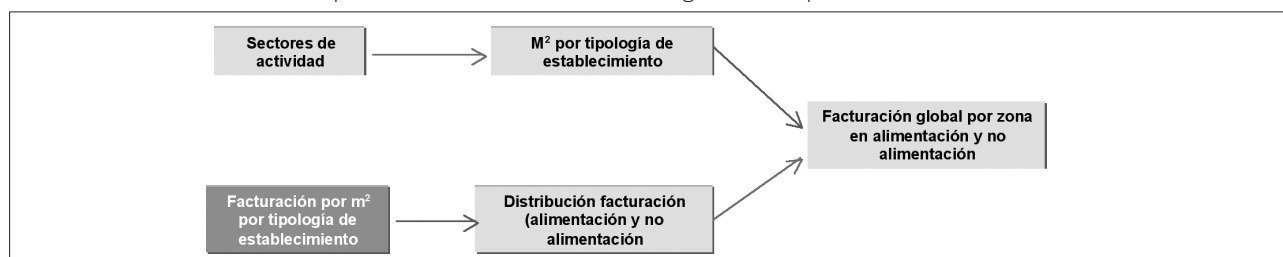 Sectores de
actividad
M² por tipología de
establecimiento
Facturación global por zona
en alimentación y no
alimentación
Facturación por m²
por tipología de
establecimiento
Distribución facturación
(alimentación y no
alimentación